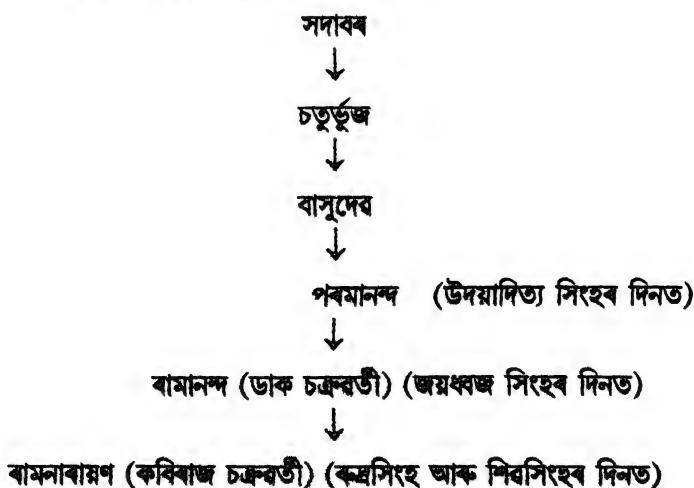 সদাবৰ
↓
চতুৰ্ভূজ
↓
বাসুদেৱ
↓
পৰমানন্দ (উদয়াদিত্য সিংহৰ দিনত)
↓
ৰামানন্দ (ডাক চক্ৰৱৰ্তী) (জয়ধ্বজ সিংহৰ দিনত)
↓
ৰামনাৰায়ণ (কবিৰাজ চক্ৰৱৰ্তী) (ৰুদ্ৰসিংহ আৰু শিৱসিংহৰ দিনত)